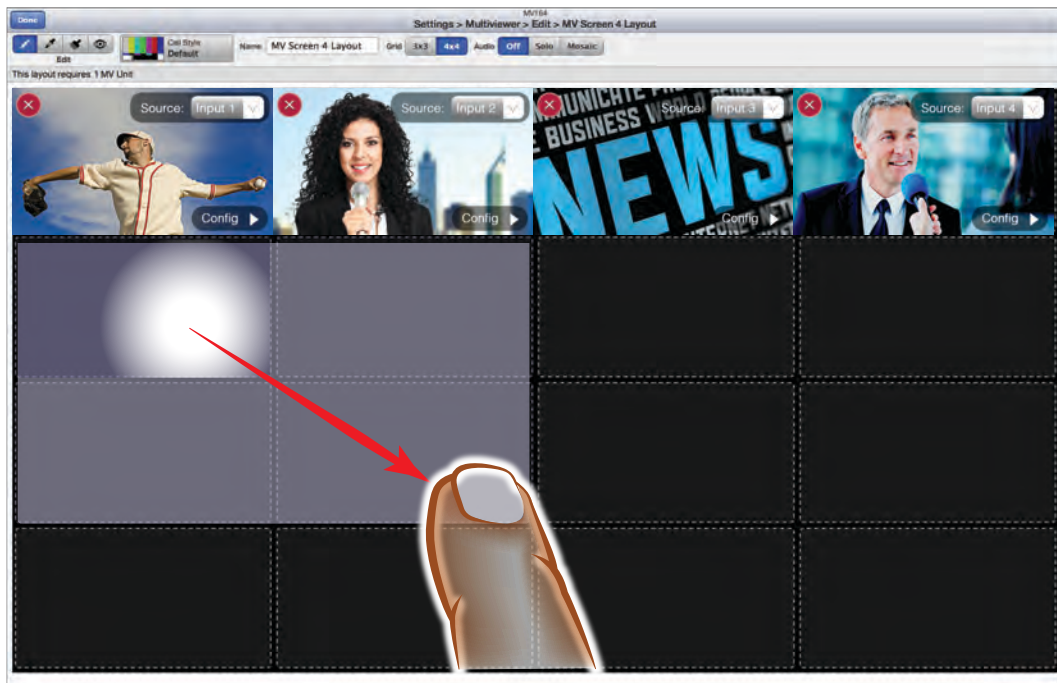 MV164
Done
Settings > Multiviewer > Edit > MV Screen 4 Layout
Cell Style
Default
Name MV Screen 4 Layout Grid 3x3 4x4 Audio Off Solo Mosaic
Edit
This layout requires 1 MV Unit
Source: Input 1
Source: Input 2
Source: Input 3
Source: Input 4
BUSINESS WORLD
NEWS
Config
Config
Config
Config